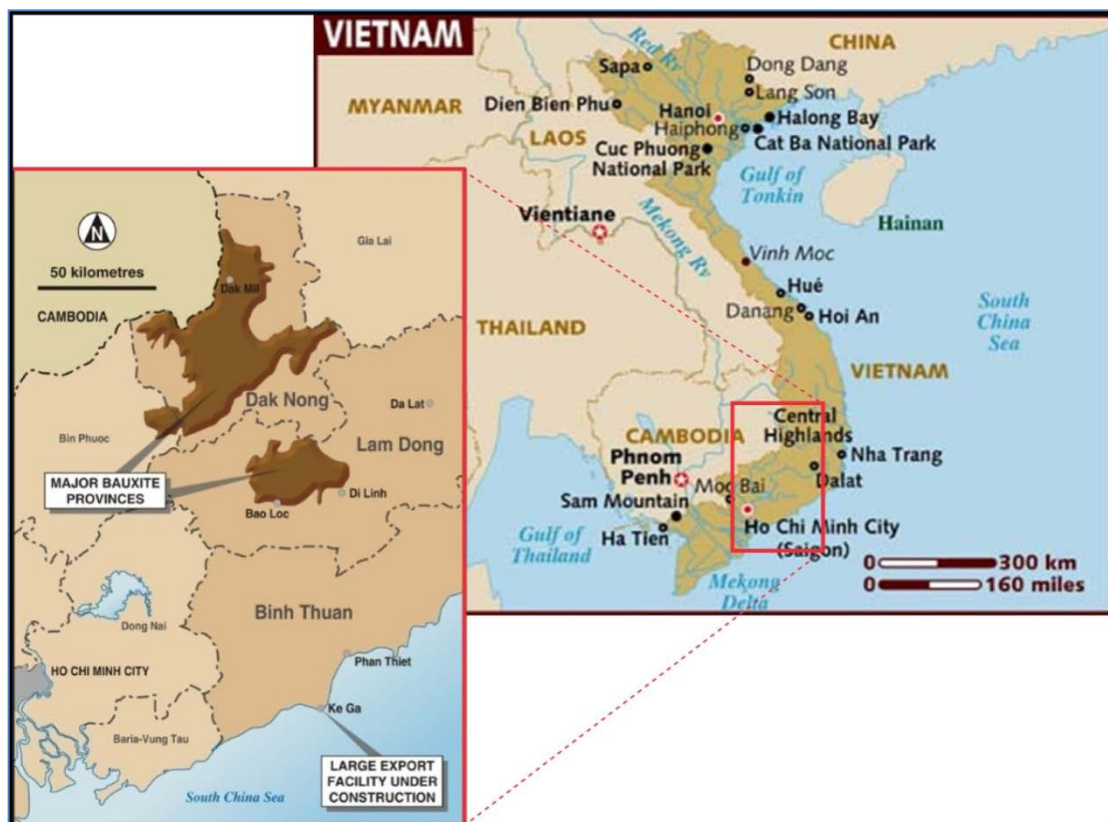 VIETNAM
CHINA
MYANMAR
LAOS
Red Rv
Sapa
Dong Dang
Lang Son
Dien Bien Phu
Hanoi
Haiphong
Halong Bay
Cat Ba National Park
Cuc Phuong
National Park
Gulf of
Tonkin
Vientiane
Mekong Rv
Hainan
Vinh Moc
Hué
Danang
Hoi An
South
China
Sea
THAILAND
VIETNAM
CAMBODIA
Central
Highlands
Phnom
Penh
Moc Bai
Nha Trang
Dalat
Sam Mountain
Ha Tien
Ho Chi Minh City
(Saigon)
Gulf of
Thailand
Mekong
Delta
0 300 km
0 160 miles
N
50 kilometres
CAMBODIA
Gia Lai
Dak Mil
Dak Nong
Da Lat
Bin Phuoc
Lam Dong
MAJOR BAUXITE
PROVINCES
Di Linh
Bao Loc
Binh Thuan
Dong Nai
HO CHI MINH CITY
Phan Thiet
Ke Ga
Baria-Vung Tau
LARGE EXPORT
FACILITY UNDER
CONSTRUCTION
South China Sea